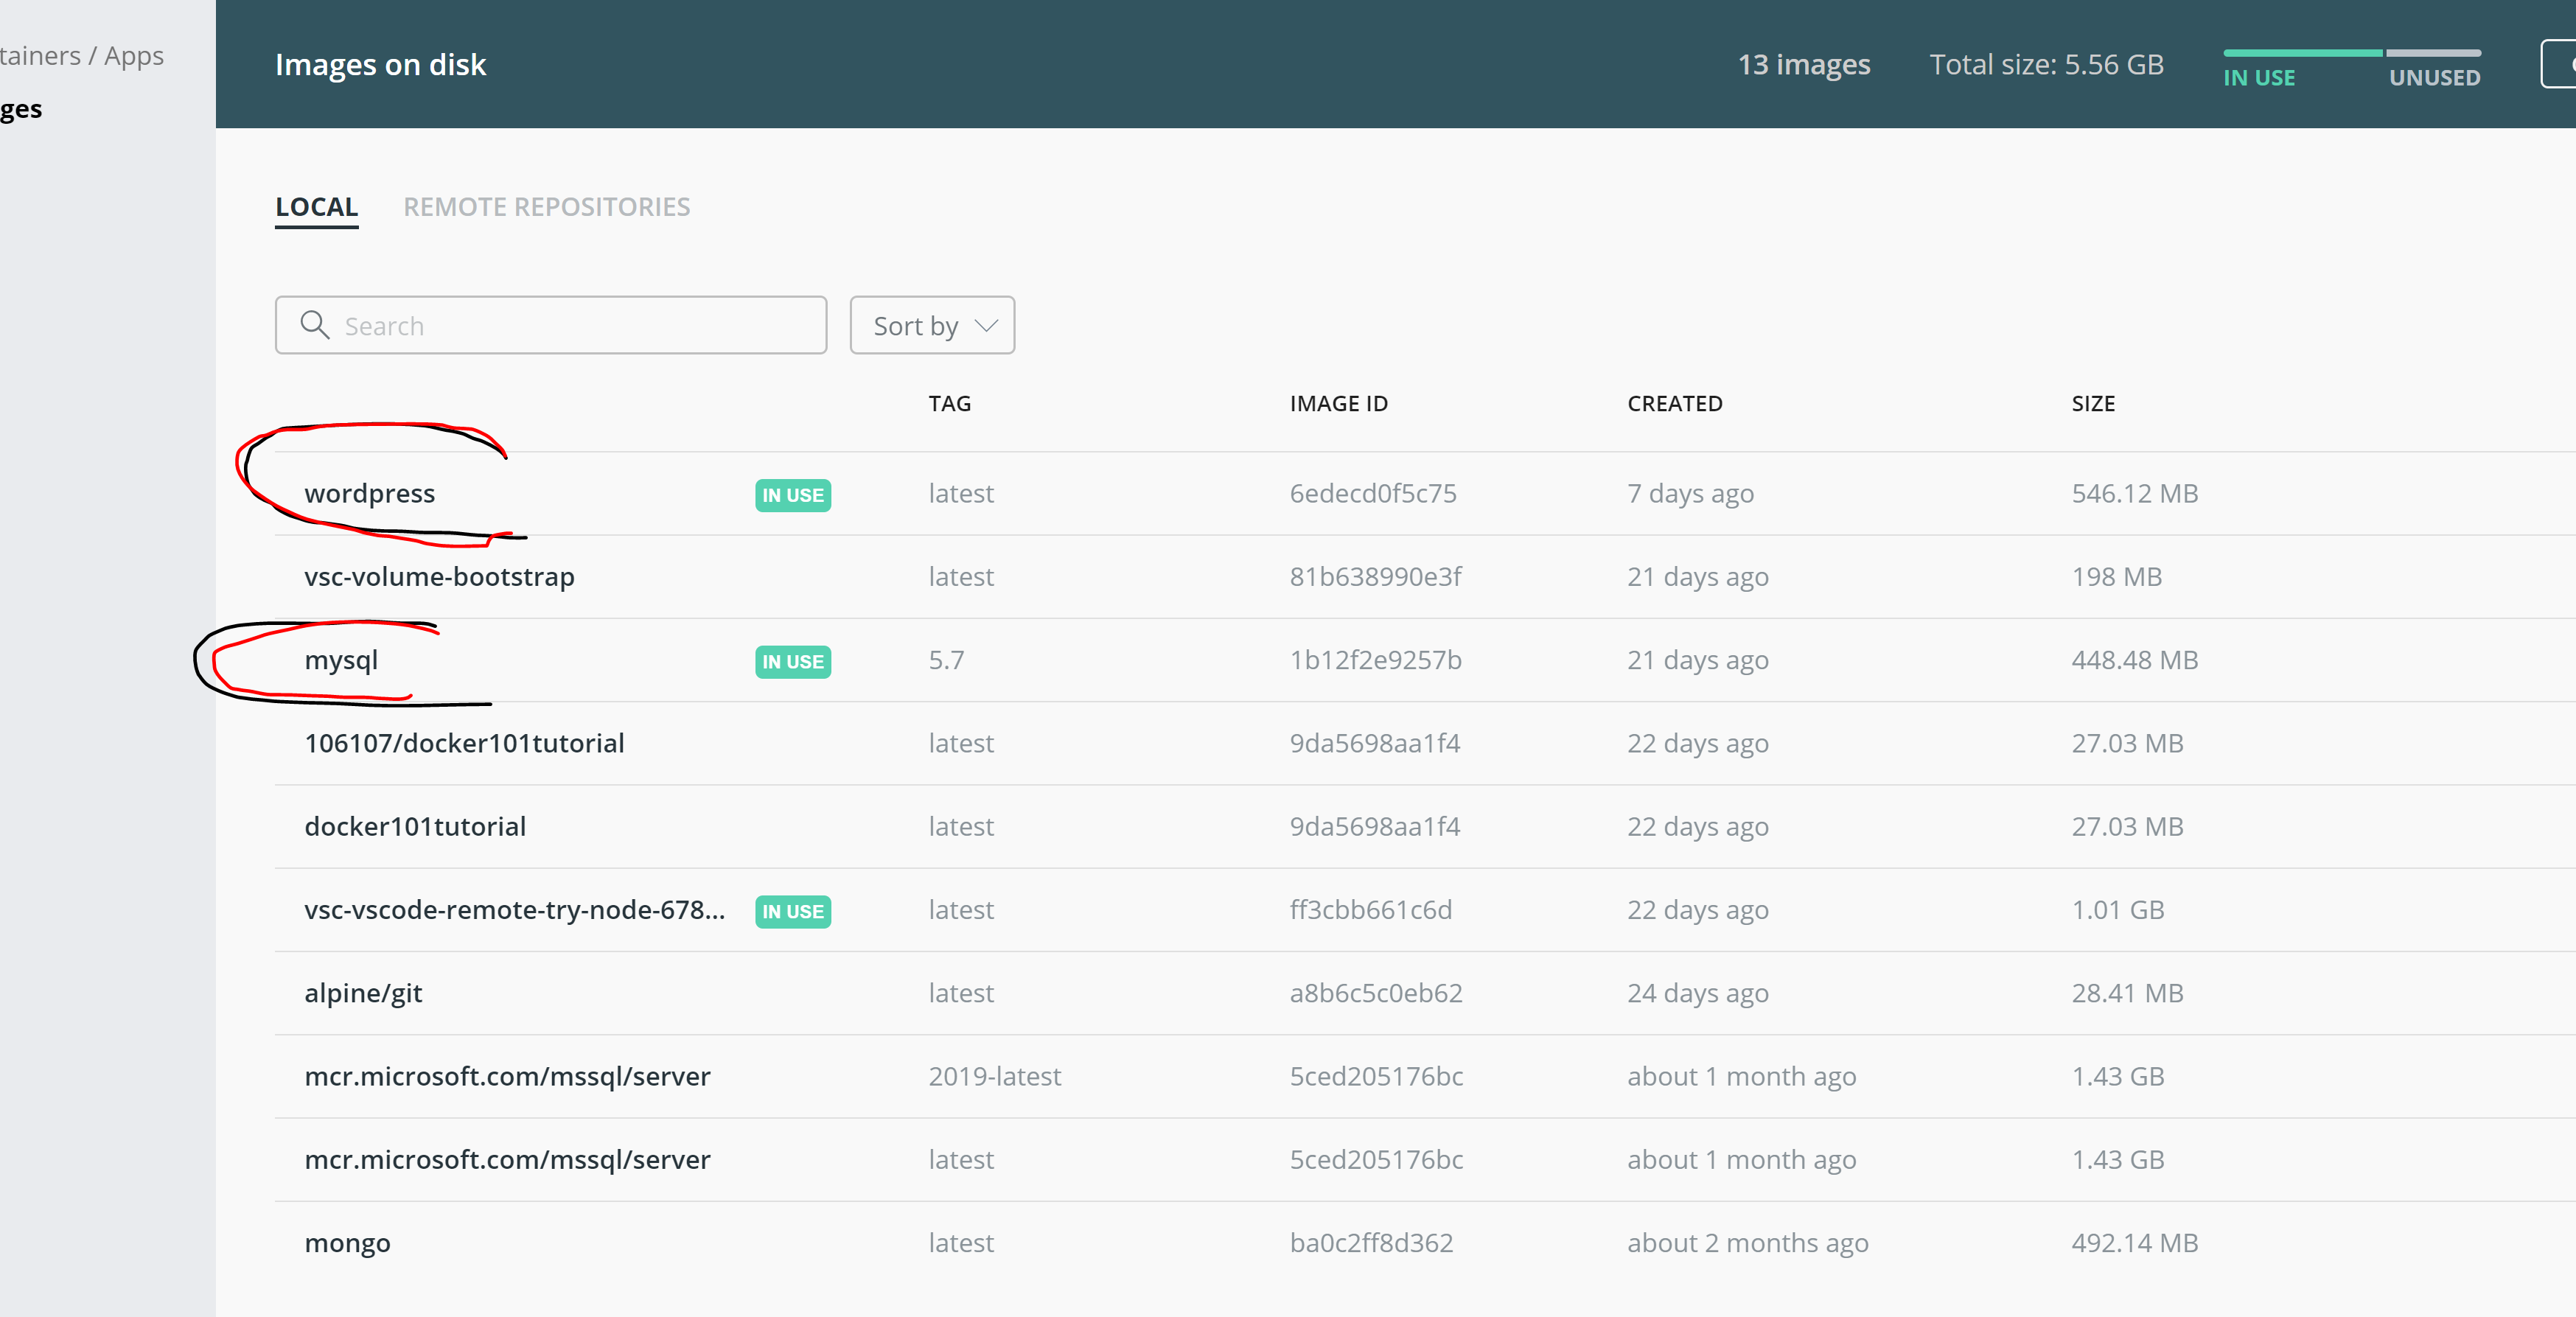 tainers / Apps
ges
Images on disk
13 images Total size: 5.56 GB IN USE UNUSED
LOCAL REMOTE REPOSITORIES
Search Sort by
TAG IMAGE ID CREATED SIZE
wordpress IN USE latest 6edecd0f5c75 7 days ago 546.12 MB
vsc-volume-bootstrap latest 81b638990e3f 21 days ago 198 MB
mysql IN USE 5.7 1b12f2e9257b 21 days ago 448.48 MB
106107/docker101tutorial latest 9da5698aa1f4 22 days ago 27.03 MB
docker101tutorial latest 9da5698aa1f4 22 days ago 27.03 MB
vsc-vscode-remote-try-node-678... IN USE latest ff3cbb661c6d 22 days ago 1.01 GB
alpine/git latest a8b6c5c0eb62 24 days ago 28.41 MB
mcr.microsoft.com/mssql/server 2019-latest 5ced205176bc about 1 month ago 1.43 GB
mcr.microsoft.com/mssql/server latest 5ced205176bc about 1 month ago 1.43 GB
mongo latest ba0c2ff8d362 about 2 months ago 492.14 MB